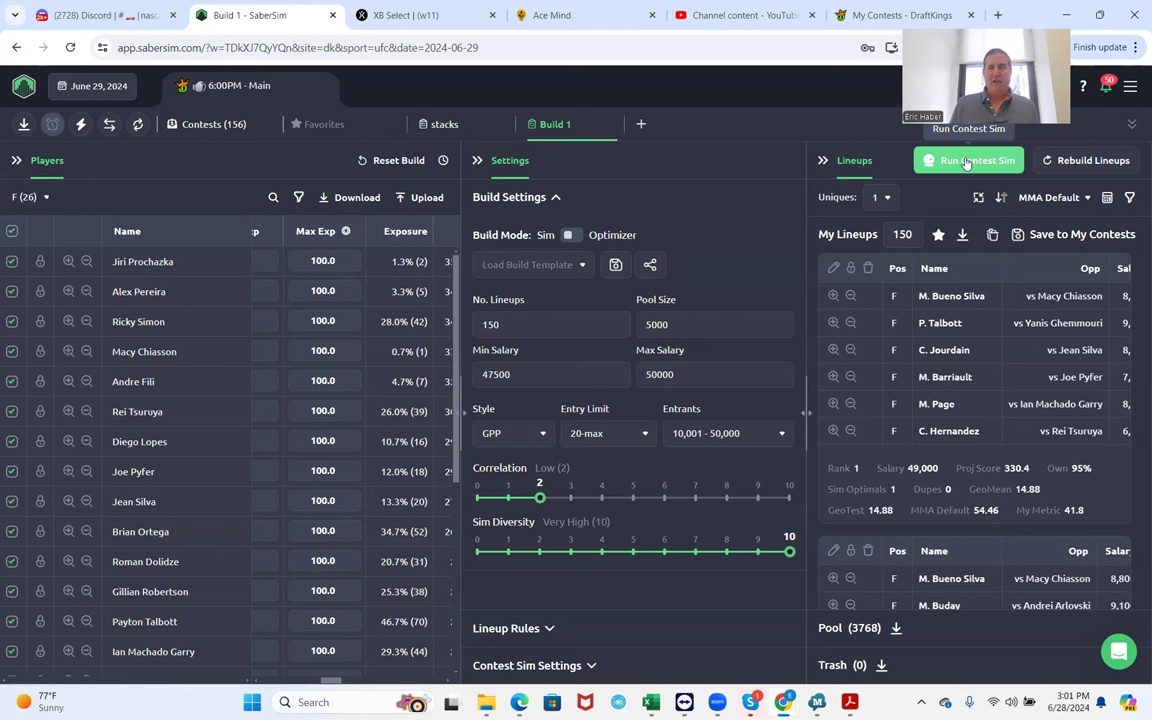 2K+ (2728) Discord | # 🎮 | nasc
Build 1 - SaberSim
XB Select | (w11)
Ace Mind
Channel content - YouTube
My Contests - DraftKings
app.sabersim.com/?w=TDkXJ7QyYQn&site=dk&sport=ufc&date=2024-06-29
Finish update
June 29, 2024
6:00PM - Main
50
Eric Haber
Contests (156)
Favorites
stacks
Build 1
Run Contest Sim
Players
Reset Build
Settings
Lineups
Run Contest Sim
Rebuild Lineups
F (26)
Download
Upload
Build Settings
Uniques:
1
MMA Default
Name
Max Exp
Exposure
Build Mode: Sim Optimizer
My Lineups
150
Save to My Contests
Load Build Template
Pos Name Opp
Jiri Prochazka 100.0 1.3% (2)
Alex Pereira 100.0 3.3% (5)
Ricky Simon 100.0 28.0% (42)
Macy Chiasson 100.0 0.7% (1)
Andre Fili 100.0 4.7% (7)
Rei Tsuruya 100.0 26.0% (39)
Diego Lopes 100.0 10.7% (16)
Joe Pyfer 100.0 12.0% (18)
Jean Silva 100.0 13.3% (20)
Brian Ortega 100.0 34.7% (52)
Roman Dolidze 100.0 20.7% (31)
Gillian Robertson 100.0 25.3% (38)
Payton Talbott 100.0 46.7% (70)
Ian Machado Garry 100.0 29.3% (44)
No. Lineups
Pool Size
150
5000
Min Salary
Max Salary
47500
50000
Style
Entry Limit
Entrants
GPP
20-max
10,001 - 50,000
Correlation Low (2)
2
0 1 3 4 5 6 7 8 9 10
Sim Diversity Very High (10)
10
0 1 2 3 4 5 6 7 8 9
Lineup Rules
Contest Sim Settings
F M. Bueno Silva vs Macy Chiasson 8,
F P. Talbott vs Yanis Ghemmouri 9,
F C. Jourdain vs Jean Silva 8,
F M. Barriault vs Joe Pyfer 7,
F M. Page vs Ian Machado Garry 8,
F C. Hernandez vs Rei Tsuruya 6,
Rank 1 Salary 49,000 Proj Score 330.4 Own 95%
Sim Optimals 1 Dupes 0 GeoMean 14.88
GeoTest 14.88 MMA Default 54.46 My Metric 41.8
Pos Name Opp Salar
F M. Bueno Silva vs Macy Chiasson 8,80
F M. Buday vs Andrei Arlovski 9,10
Pool (3768)
Trash (0)
77°F
Sunny
Search
1
3:01 PM
6/28/2024